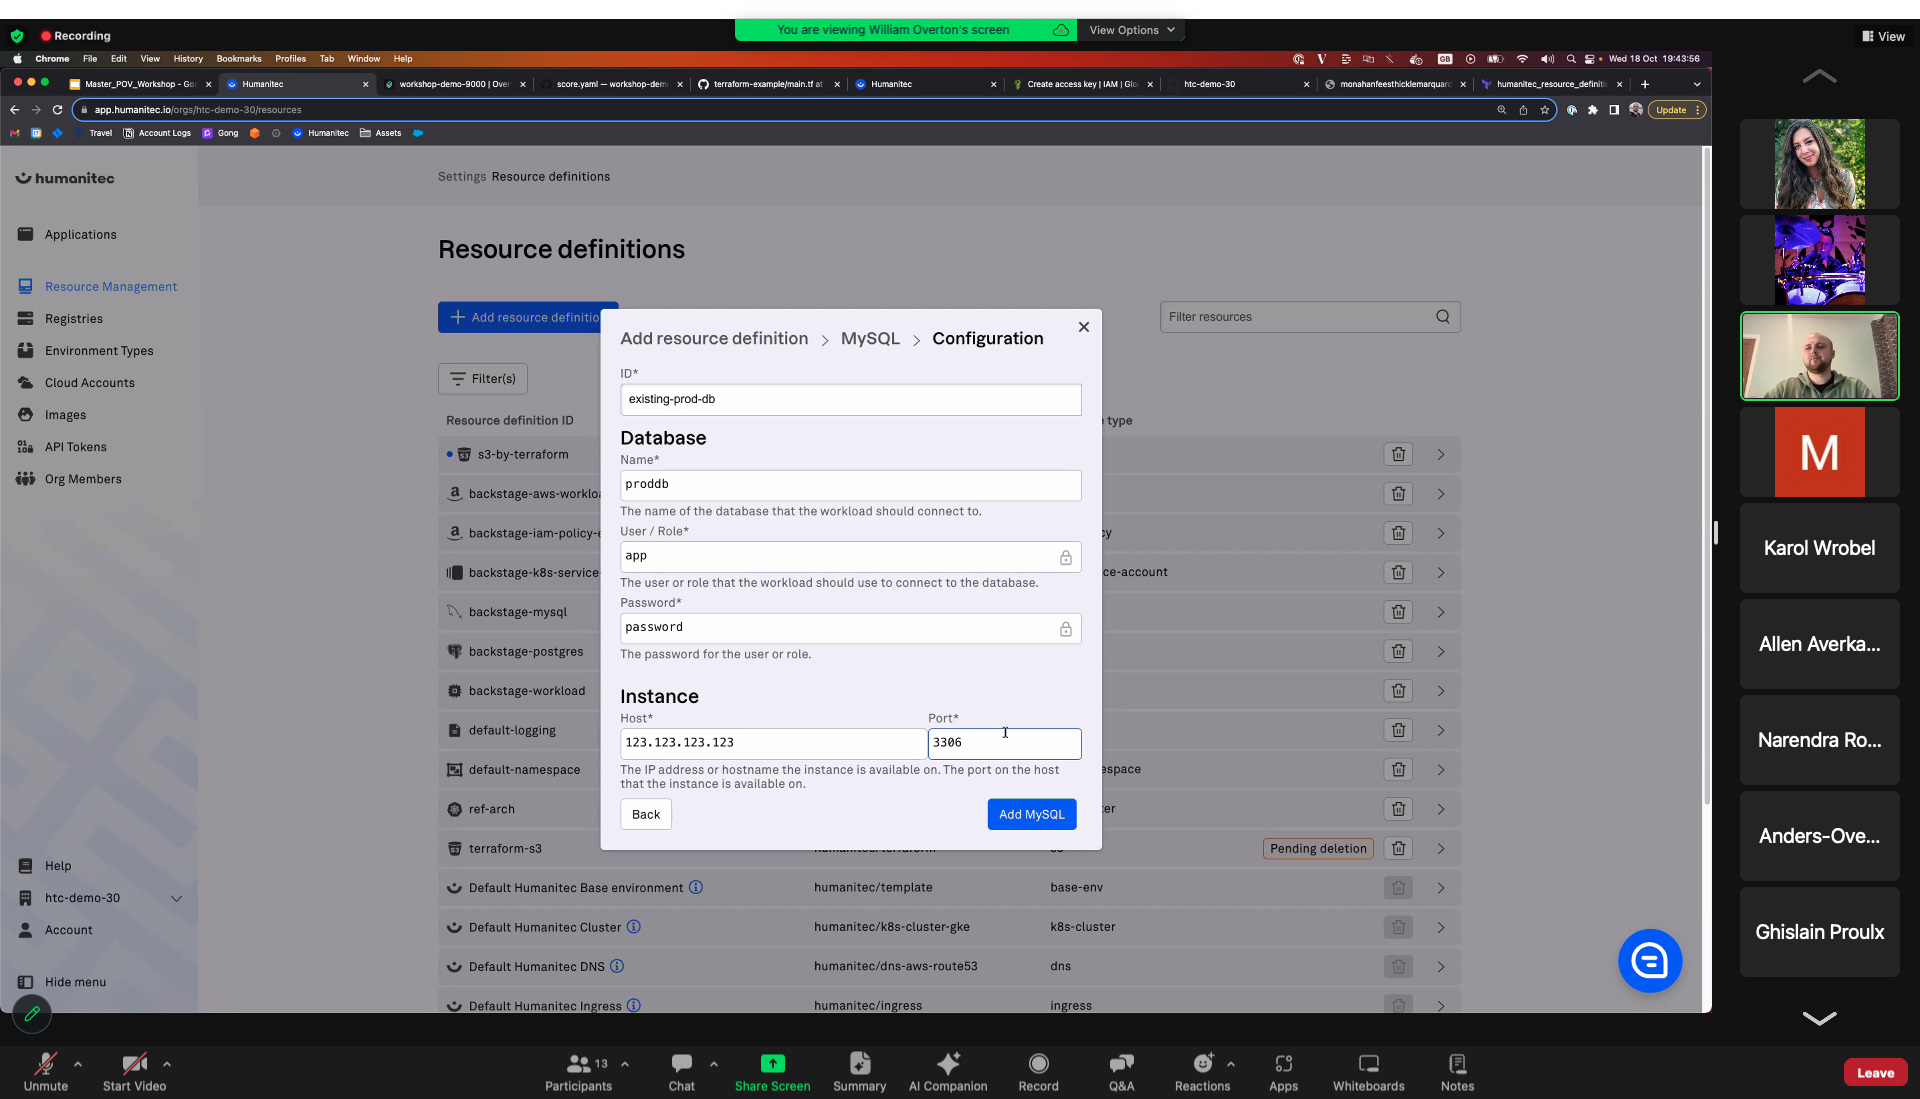 You are viewing William Overton's screen
View Options
View
Recording
Chrome File Edit View History Bookmarks Profiles Tab Window Help
GB
Wed 18 Oct 19:43:56
Master_POV_Workshop - Goo
Humanitec
workshop-demo-9000 | Over
score.yaml — workshop-dem
terraform-example/main.tf at
Humanitec
Create access key | IAM | Glo
htc-demo-30
monahanfeesthicklemarquard
humanitec_resource_definiti
app.humanitec.io/orgs/htc-demo-30/resources
Update
Travel
Account Logs
Gong
Humanitec
Assets
humanitec
Applications
Resource Management
Registries
Environment Types
Cloud Accounts
Images
API Tokens
Org Members
Help
htc-demo-30
Account
Hide menu
Settings Resource definitions
Resource definitions
Add resource definitio
Filter resources
Filter(s)
Resource definition ID
e type
s3-by-terraform
backstage-aws-workloa
backstage-iam-policy-e
cy
backstage-k8s-service-
ce-account
backstage-mysql
backstage-postgres
backstage-workload
default-logging
default-namespace
espace
ref-arch
ter
terraform-s3
Pending deletion
Default Humanitec Base environment
humanitec/template
base-env
Default Humanitec Cluster
humanitec/k8s-cluster-gke
k8s-cluster
Default Humanitec DNS
humanitec/dns-aws-route53
dns
Default Humanitec Ingress
humanitec/ingress
ingress
Add resource definition > MySQL > Configuration
ID*
existing-prod-db
Database
Name*
proddb
The name of the database that the workload should connect to.
User / Role*
app
The user or role that the workload should use to connect to the database.
Password*
password
The password for the user or role.
Instance
Host*
Port*
123.123.123.123
3306
The IP address or hostname the instance is available on. The port on the host
that the instance is available on.
Back
Add MySQL
M
Karol Wrobel
Allen Averka...
Narendra Ro...
Anders-Ove...
Ghislain Proulx
Unmute
Start Video
13
Participants
Chat
Share Screen
Summary
AI Companion
Record
Q&A
Reactions
Apps
Whiteboards
Notes
Leave